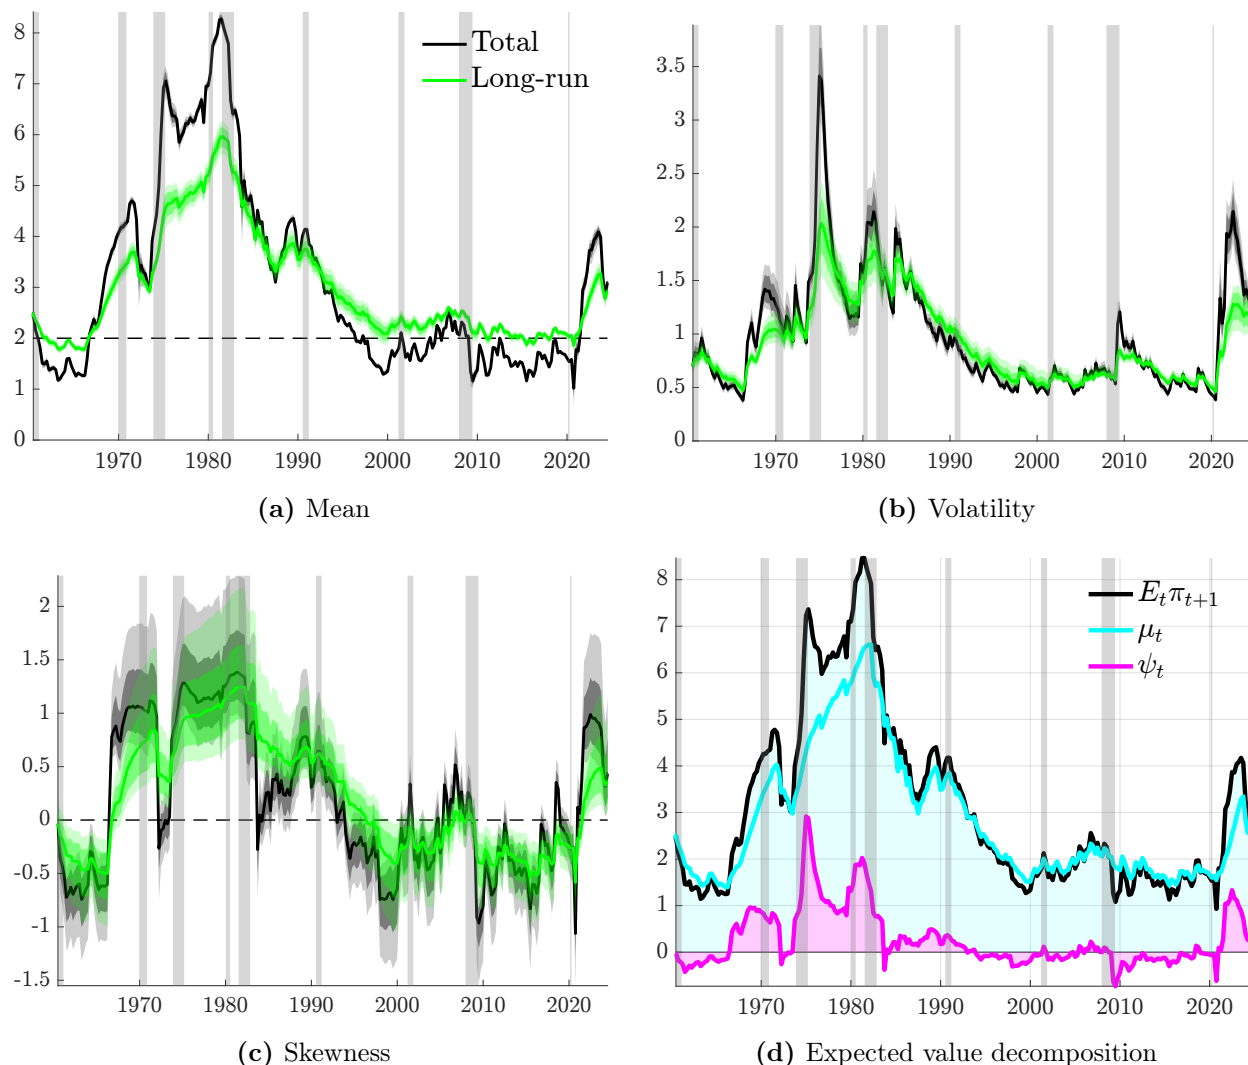 8
7
6
5
4
3
2
1
0
Total
Long-run
1970 1980 1990 2000 2010 2020
(a) Mean
3.5
3
2.5
2
1.5
1
0.5
0
1970 1980 1990 2000 2010 2020
(b) Volatility
2
1.5
1
0.5
0
-0.5
-1
-1.5
1970 1980 1990 2000 2010 2020
(c) Skewness
8
7
6
5
4
3
2
1
0
E_tπ_{t+1}
μ_t
ψ_t
1970 1980 1990 2000 2010 2020
(d) Expected value decomposition